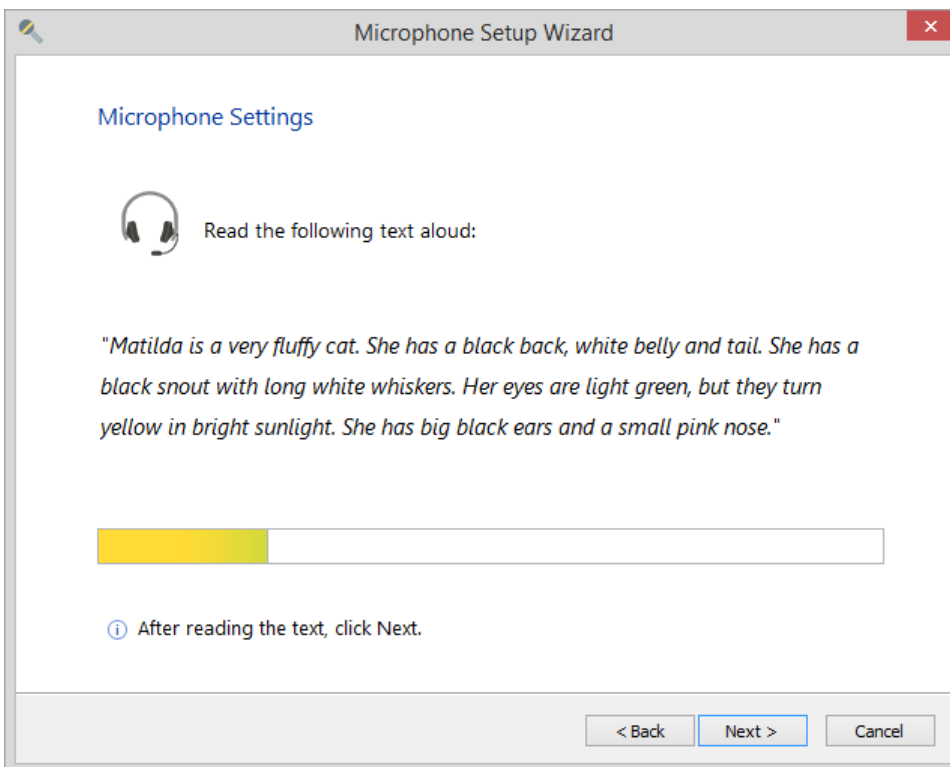 Microphone Setup Wizard
Microphone Settings
Read the following text aloud:
"Matilda is a very fluffy cat. She has a black back, white belly and tail. She has a
black snout with long white whiskers. Her eyes are light green, but they turn
yellow in bright sunlight. She has big black ears and a small pink nose."
After reading the text, click Next.
< Back Next > Cancel